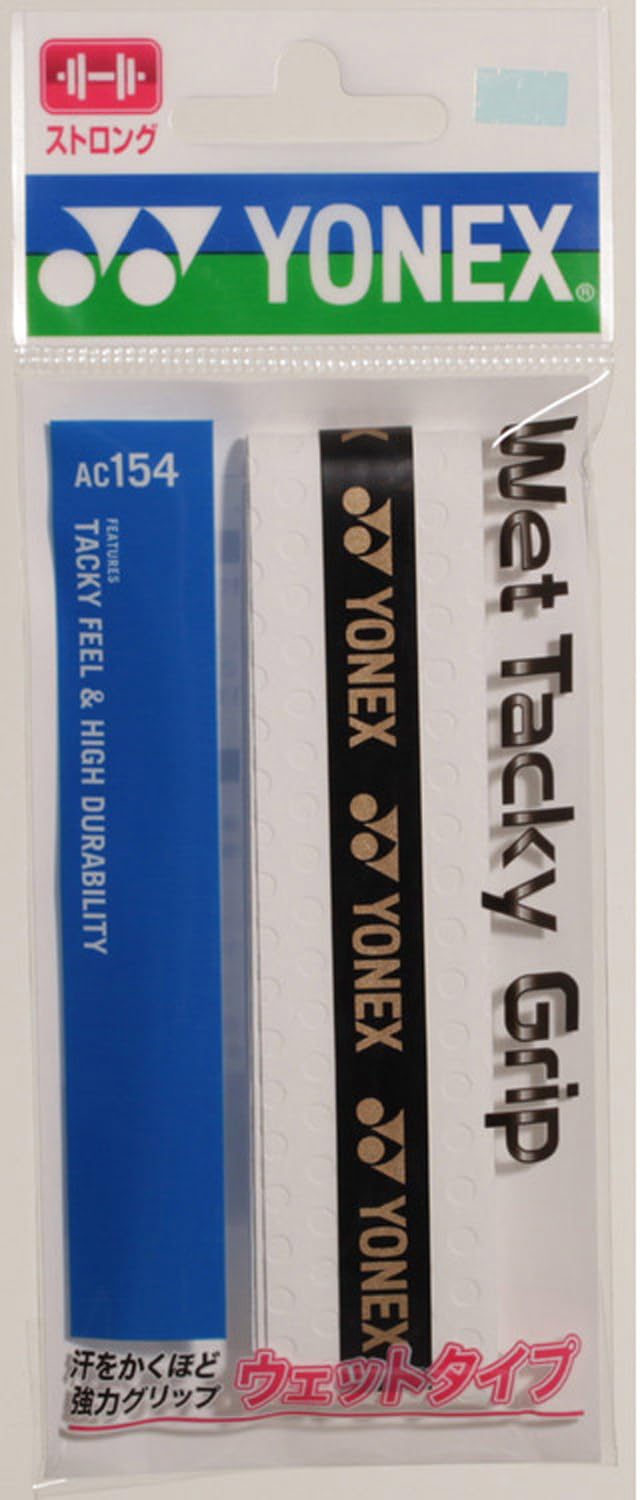 ストロング
YONEX®
AC154
FEATURES
TACKY FEEL & HIGH DURABILITY
YONEX
YONEX
YONEX
Wet Tacky Grip
汗をかくほど
強力グリップ
ウェットタイプ